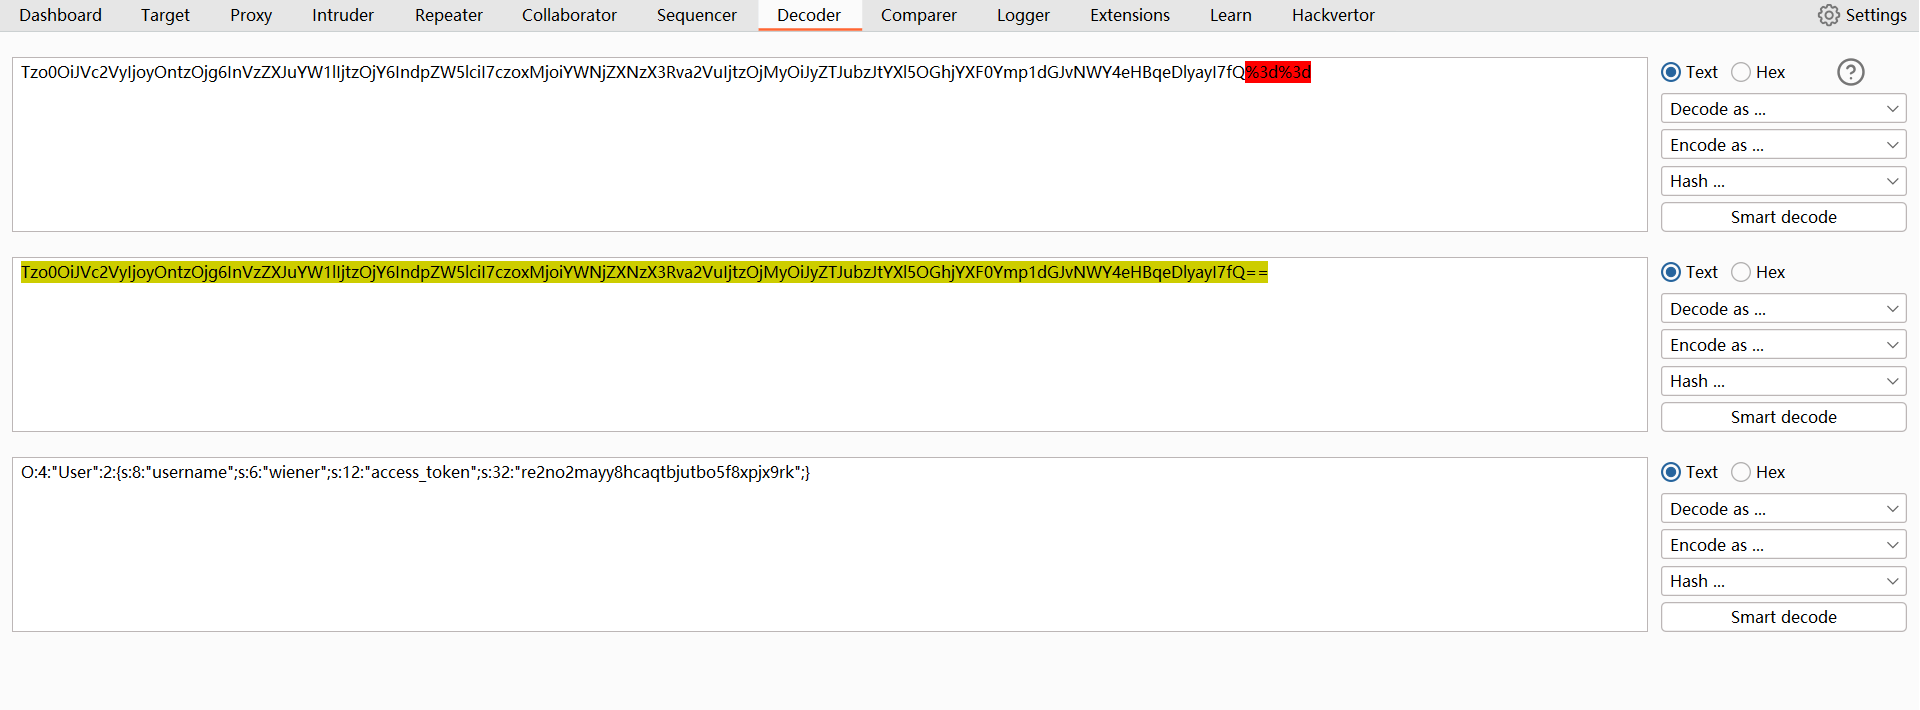 Dashboard Target Proxy Intruder Repeater Collaborator Sequencer Decoder Comparer Logger Extensions Learn Hackvertor Settings
Tzo0OiJVc2VyIjoyOntzOjg6InVzZXJuYW1lIjtzOjY6IndpZW5lciI7czoxMjoiYWNjZXNzX3Rva2VuIjtzOjMyOiJyZTJubzJtYXl5OGhjYXF0Ymp1dGJvNWY4eHBqeDlyayI7fQ%3d%3d
Text Hex ?
Decode as ...
Encode as ...
Hash ...
Smart decode
Tzo0OiJVc2VyIjoyOntzOjg6InVzZXJuYW1lIjtzOjY6IndpZW5lciI7czoxMjoiYWNjZXNzX3Rva2VuIjtzOjMyOiJyZTJubzJtYXl5OGhjYXF0Ymp1dGJvNWY4eHBqeDlyayI7fQ==
Text Hex
Decode as ...
Encode as ...
Hash ...
Smart decode
O:4:"User":2:{s:8:"username";s:6:"wiener";s:12:"access_token";s:32:"re2no2mayy8hcaqtbjutbo5f8xpjx9rk";}
Text Hex
Decode as ...
Encode as ...
Hash ...
Smart decode